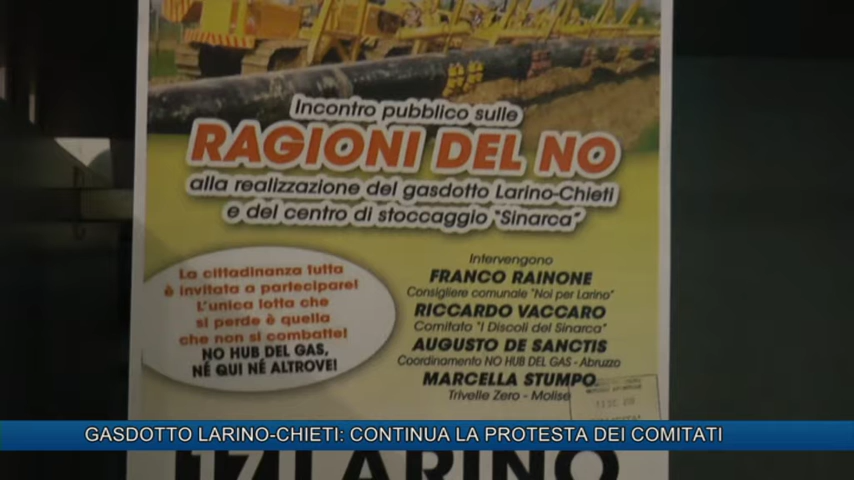 Incontro pubblico sulle
RAGIONI DEL NO
alla realizzazione del gasdotto Larino-Chieti
e del centro di stoccaggio "Sinarca"
La cittadinanza tutta
è invitata a partecipare!
L'unica lotta che
si perde è quella
che non si combatte!
NO HUB DEL GAS,
NÉ QUI NÉ ALTROVE!
Intervengono
FRANCO RAINONE
Consigliere comunale "Noi per Larino"
RICCARDO VACCARO
Comitato "I Discoli del Sinarca"
AUGUSTO DE SANCTIS
Coordinamento NO HUB DEL GAS - Abruzzo
MARCELLA STUMPO
Trivelle Zero - Molise
GASDOTTO LARINO-CHIETI: CONTINUA LA PROTESTA DEI COMITATI
LARINO